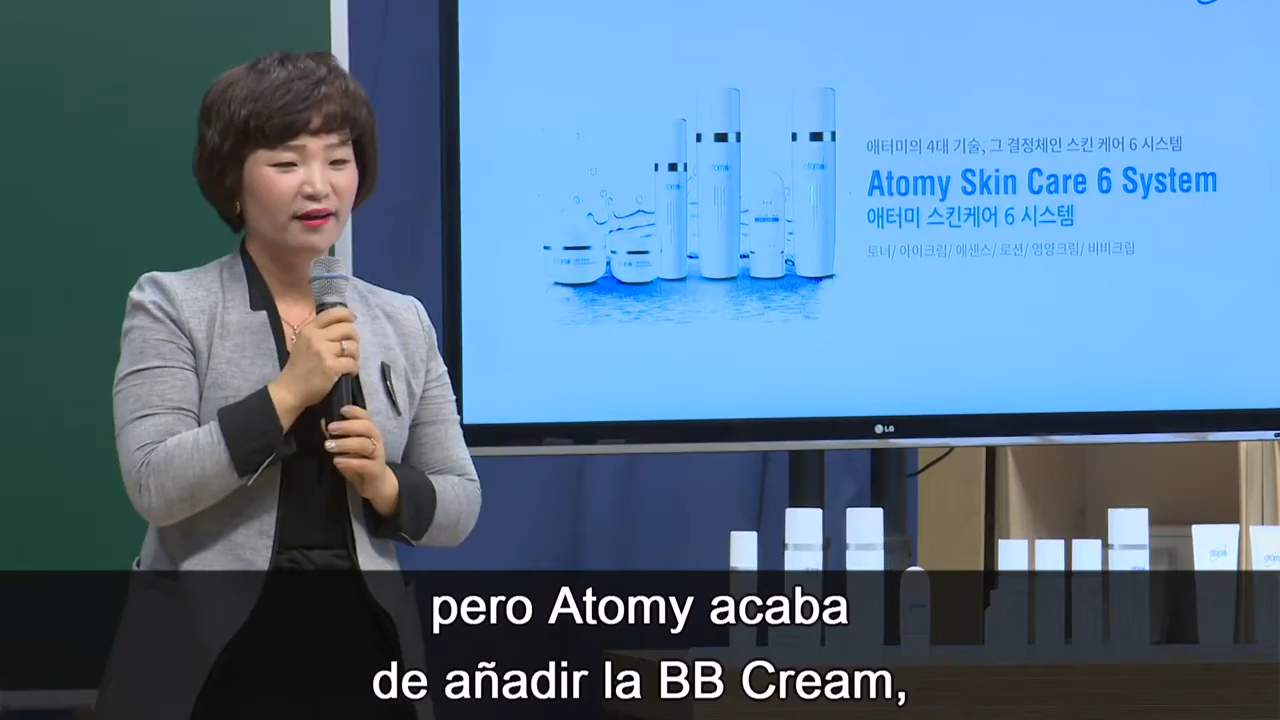 애터미의 4대 기술, 그 결정체인 스킨 케어 6 시스템
Atomy Skin Care 6 System
애터미 스킨케어 6 시스템
토너/ 아이크림/ 에센스/ 로션/ 영양크림/ 비비크림
LG
pero Atomy acaba
de añadir la BB Cream,